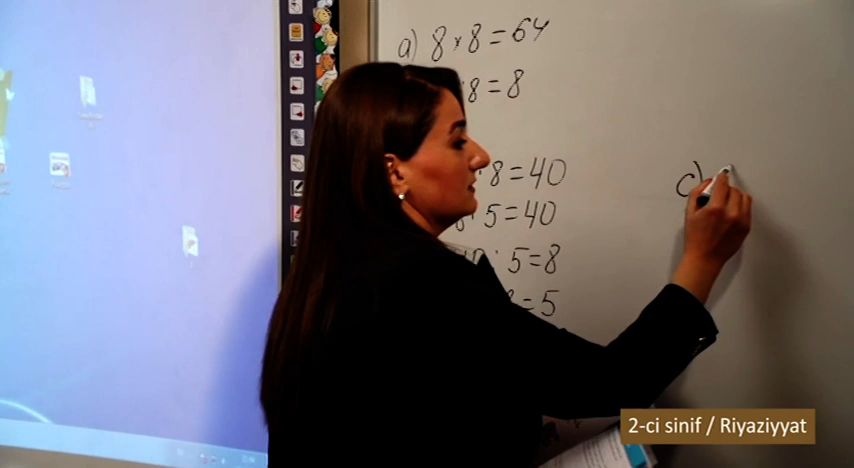 a) 8 × 8 = 64
8 = 8
· 8 = 40
· 5 = 40
: 5 = 8
= 5
c)
2-ci sinif / Riyaziyyat